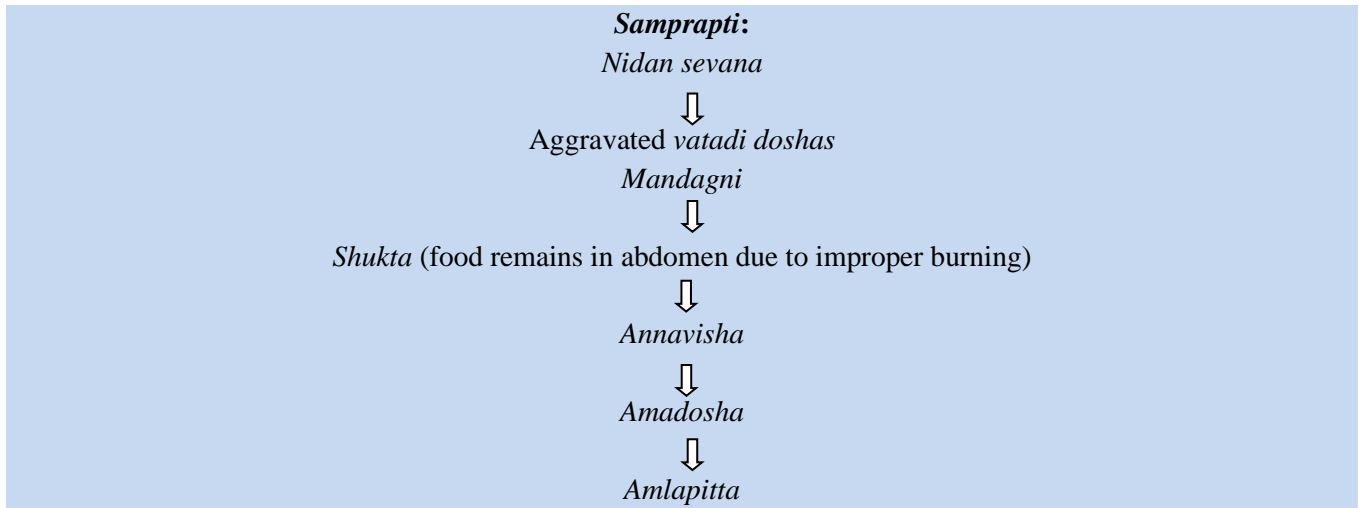 Samprapti:
Nidan sevana
Aggravated vatadi doshas
Mandagni
Shukta (food remains in abdomen due to improper burning)
Annavisha
Amadosha
Amlapitta